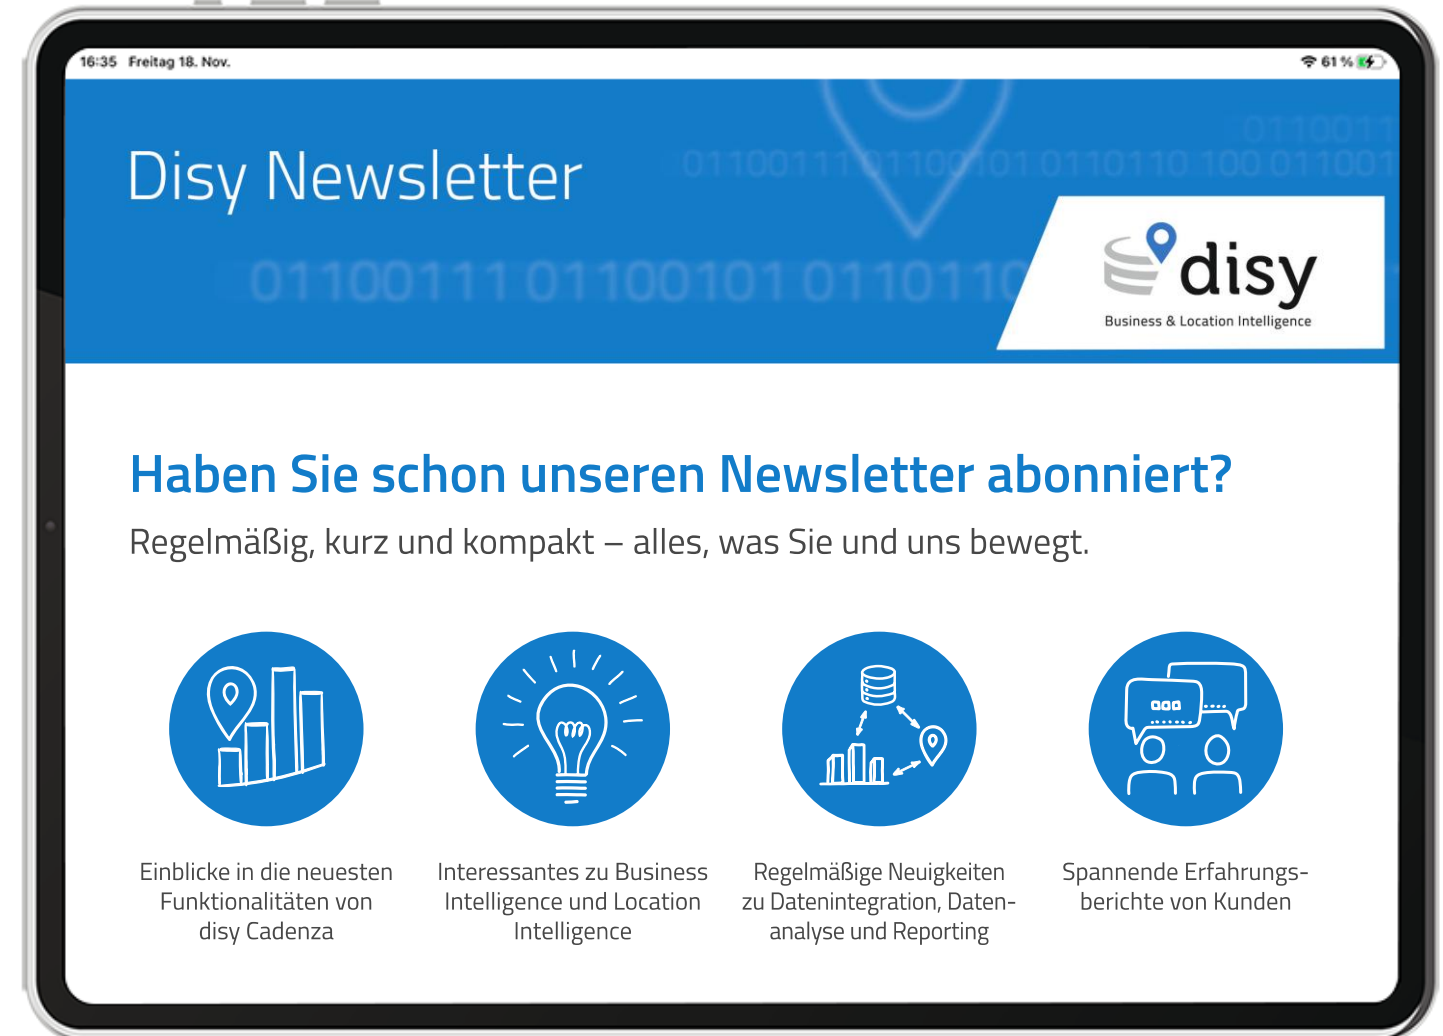 16:35 Freitag 18. Nov.
61 %
Disy Newsletter
0110011
01100111 01100101 0110110 100 011001
01100111 01100101 0110110
disy
Business & Location Intelligence
Haben Sie schon unseren Newsletter abonniert?
Regelmäßig, kurz und kompakt – alles, was Sie und uns bewegt.
Einblicke in die neuesten
Funktionalitäten von
disy Cadenza
Interessantes zu Business
Intelligence und Location
Intelligence
Regelmäßige Neuigkeiten
zu Datenintegration, Daten-
analyse und Reporting
Spannende Erfahrungs-
berichte von Kunden